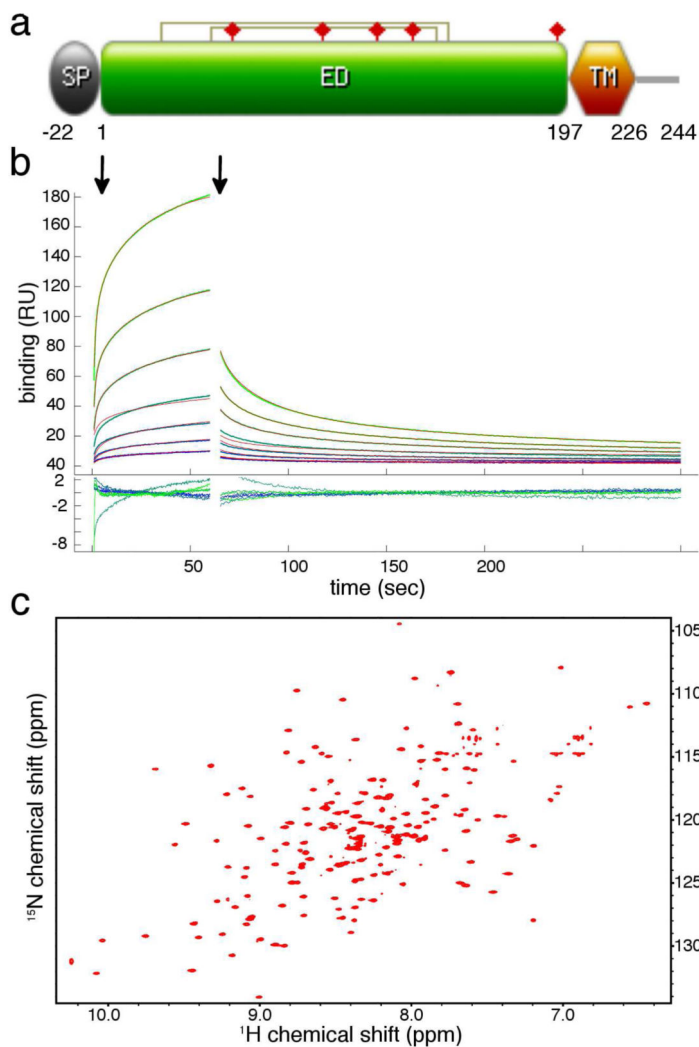 a
SP ED TM
-22 1 197 226 244
b
180
160
140
120
100
80
60
40
20
40
binding (RU)
2
-2
-8
50 100 150 200
time (sec)
c
105
110
115
120
125
130
15N chemical shift (ppm)
10.0 9.0 8.0 7.0
1H chemical shift (ppm)